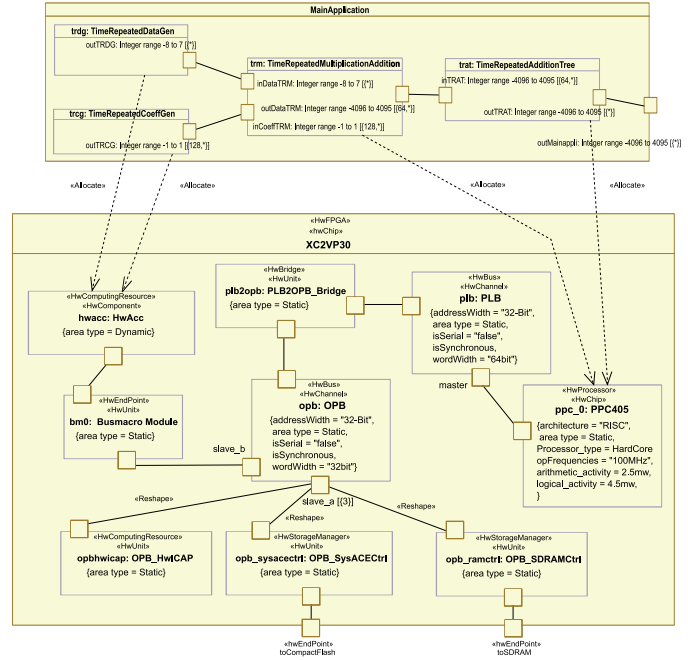 MainApplication
trdg: TimeRepeatedDataGen
outTRDG: Integer range -8 to 7 [{*}]
trm: TimeRepeatedMultiplicationAddition
inDataTRM: Integer range -8 to 7 [{*}]
outDataTRM: Integer range -4096 to 4095 [{64,*}]
inCoeffTRM: Integer range -1 to 1 [{128,*}]
trat: TimeRepeatedAdditionTree
inTRAT: Integer range -4096 to 4095 [{64,*}]
outTRAT: Integer range -4096 to 4095 [{*}]
trcg: TimeRepeatedCoeffGen
outTRCG: Integer range -1 to 1 [{128,*}]
outMainappli: Integer range -4096 to 4095 [{*}]
«Allocate»
«Allocate»
«Allocate»
«Allocate»
«HwFPGA»
«hwChip»
XC2VP30
«HwComputingResource»
«HwComponent»
hwacc: HwAcc
{area type = Dynamic}
«HwBridge»
«HwUnit»
plb2opb: PLB2OPB_Bridge
{area type = Static}
«HwBus»
«HwChannel»
plb: PLB
{addressWidth = "32-Bit",
area type = Static,
isSerial = "false",
isSynchronous,
wordWidth = "64bit"}
master
«HwEndPoint»
«HwUnit»
bm0: Busmacro Module
{area type = Static}
«HwBus»
«HwChannel»
opb: OPB
{addressWidth = "32-Bit",
area type = Static,
isSerial = "false",
isSynchronous,
wordWidth = "32bit"}
slave_b
slave_a [{3}]
«HwProcessor»
«HwChip»
ppc_0: PPC405
{architecture = "RISC",
area type = Static,
Processor_type = HardCore
opFrequencies = "100MHz",
arithmetic_activity = 2.5mw,
logical_activity = 4.5mw,
}
«Reshape»
«Reshape»
«Reshape»
«HwComputingResource»
«HwUnit»
opbhwicap: OPB_HwICAP
{area type = Static}
«HwStorageManager»
«HwUnit»
opb_sysacectrl: OPB_SysACECtrl
{area type = Static}
«HwStorageManager»
«HwUnit»
opb_ramctrl: OPB_SDRAMCtrl
{area type = Static}
«hwEndPoint»
toCompactFlash
«hwEndPoint»
toSDRAM